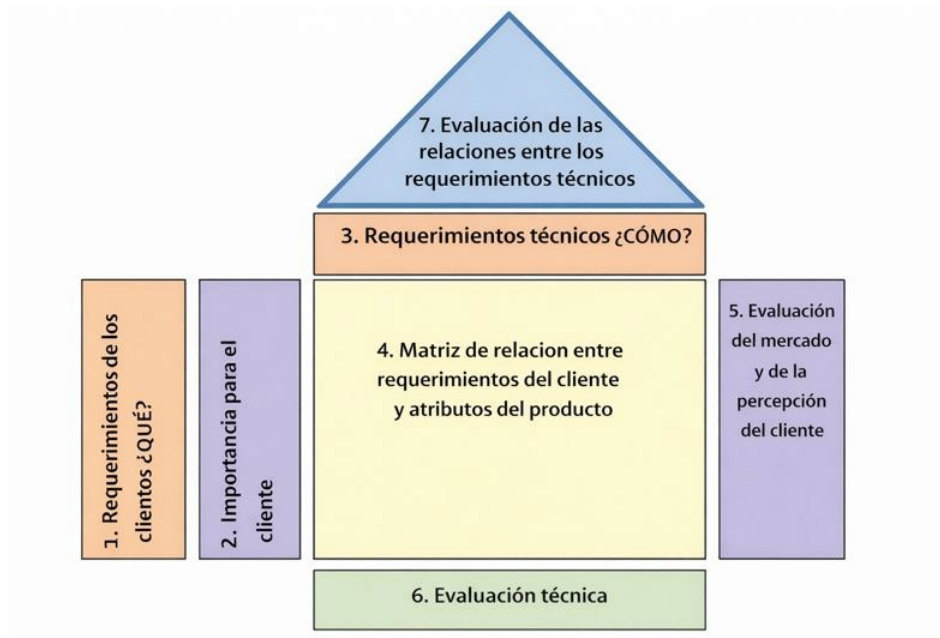 7. Evaluación de las
relaciones entre los
requerimientos técnicos
3. Requerimientos técnicos ¿CÓMO?
1. Requerimientos de los
clientos ¿QUÉ?
2. Importancia para el
cliente
4. Matriz de relacion entre
requerimientos del cliente
y atributos del producto
5. Evaluación
del mercado
y de la
percepción
del cliente
6. Evaluación técnica